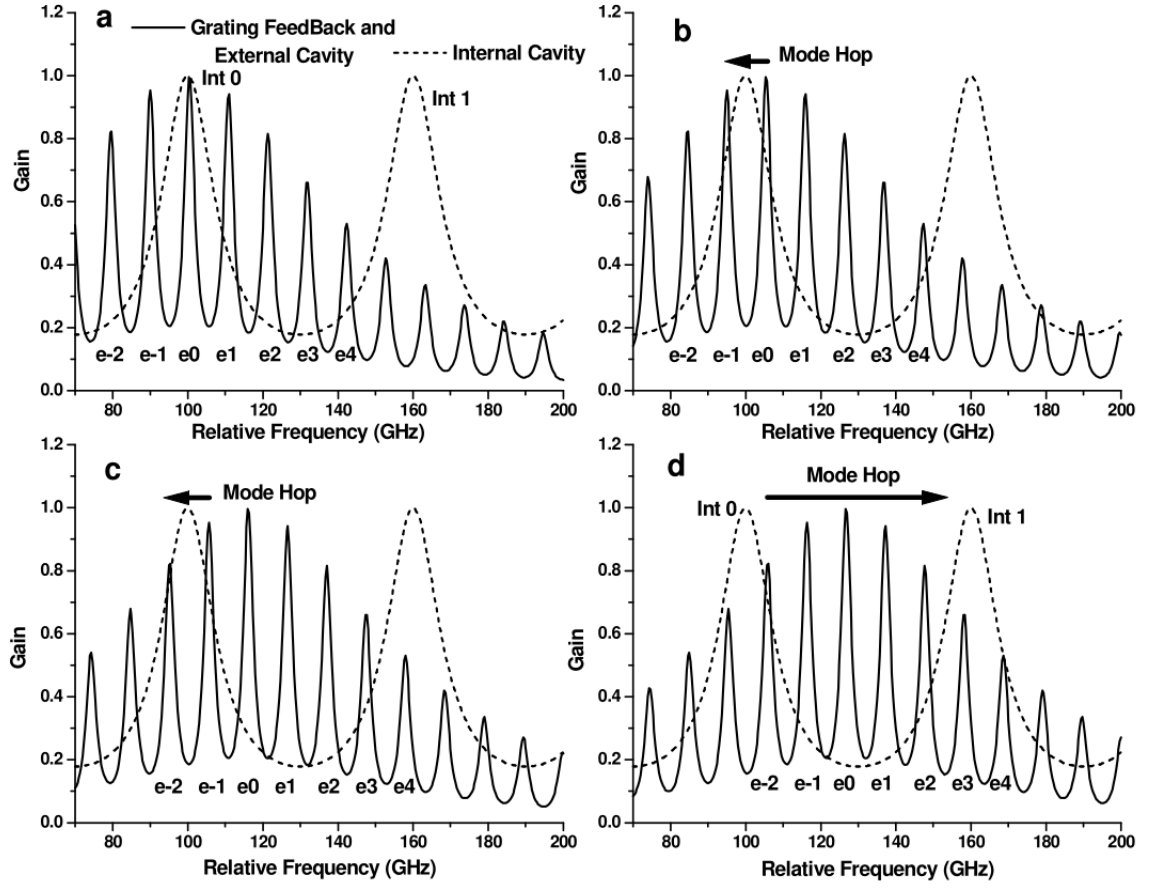 a
Grating FeedBack and
External Cavity
Internal Cavity
Int 0
Int 1
Gain
1.2
1.0
0.8
0.6
0.4
0.2
0.0
e-2 e-1 e0 e1 e2 e3 e4
80 100 120 140 160 180 200
Relative Frequency (GHz)
b
Mode Hop
Gain
1.2
1.0
0.8
0.6
0.4
0.2
0.0
e-2 e-1 e0 e1 e2 e3 e4
80 100 120 140 160 180 200
Relative Frequency (GHz)
c
Mode Hop
Gain
1.2
1.0
0.8
0.6
0.4
0.2
0.0
e-2 e-1 e0 e1 e2 e3 e4
80 100 120 140 160 180 200
Relative Frequency (GHz)
d
Mode Hop
Int 0
Int 1
Gain
1.2
1.0
0.8
0.6
0.4
0.2
0.0
e-2 e-1 e0 e1 e2 e3 e4
80 100 120 140 160 180 200
Relative Frequency (GHz)